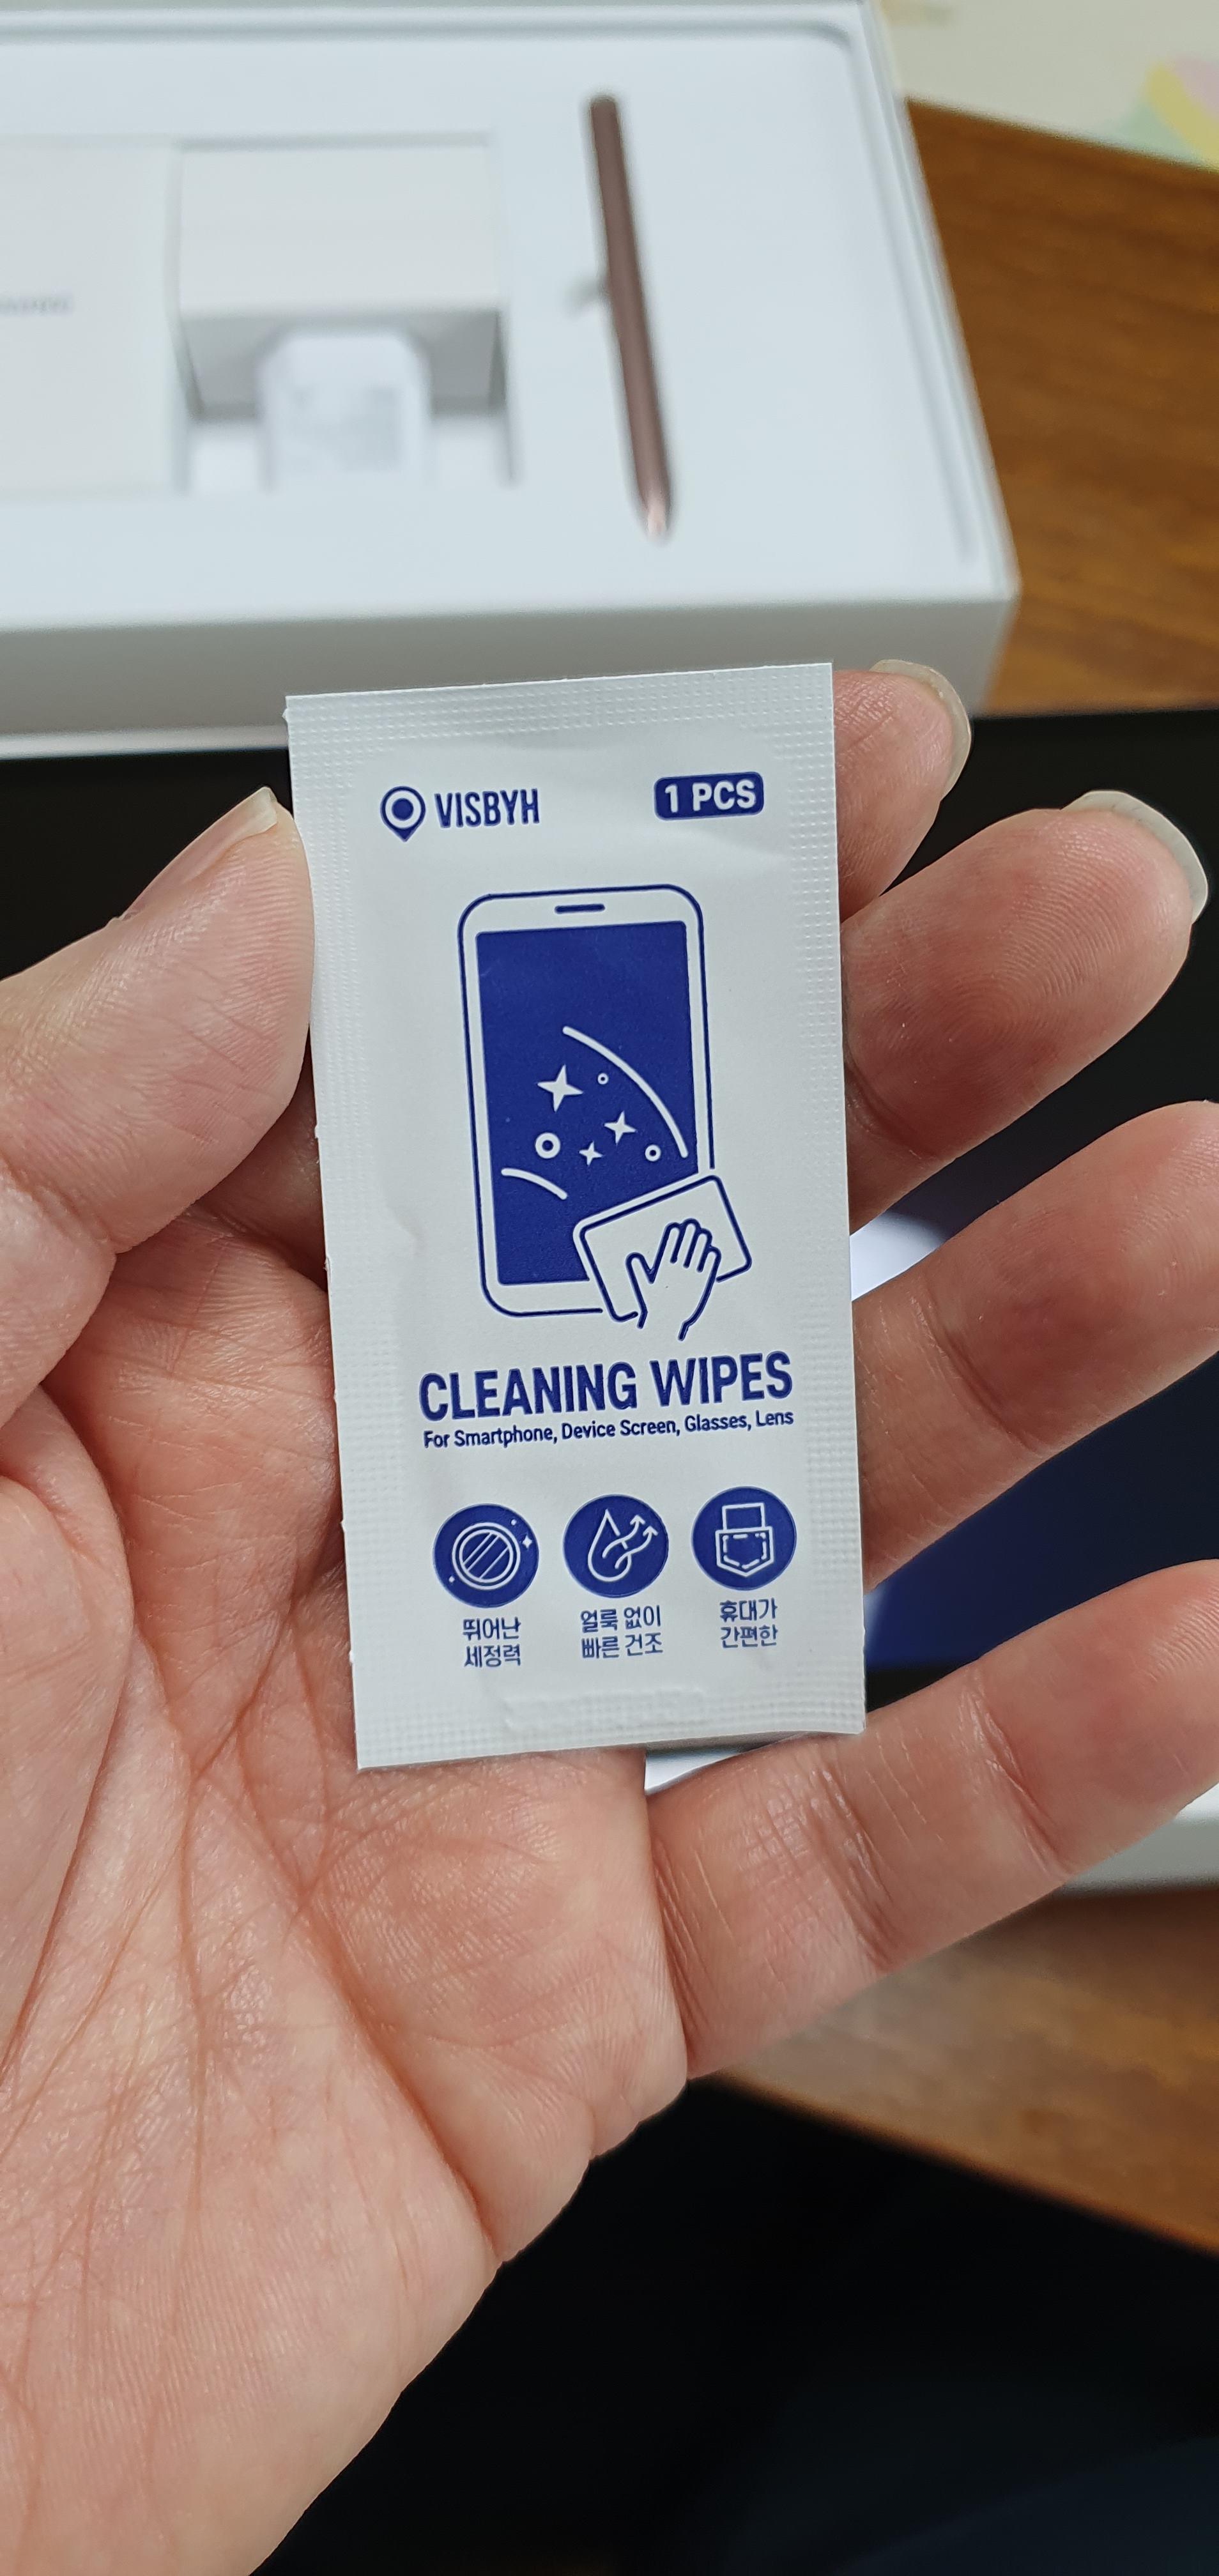 VISBYH
1 PCS
CLEANING WIPES
For Smartphone, Device Screen, Glasses, Lens
뛰어난
세정력
얼룩 없이
빠른 건조
휴대가
간편한